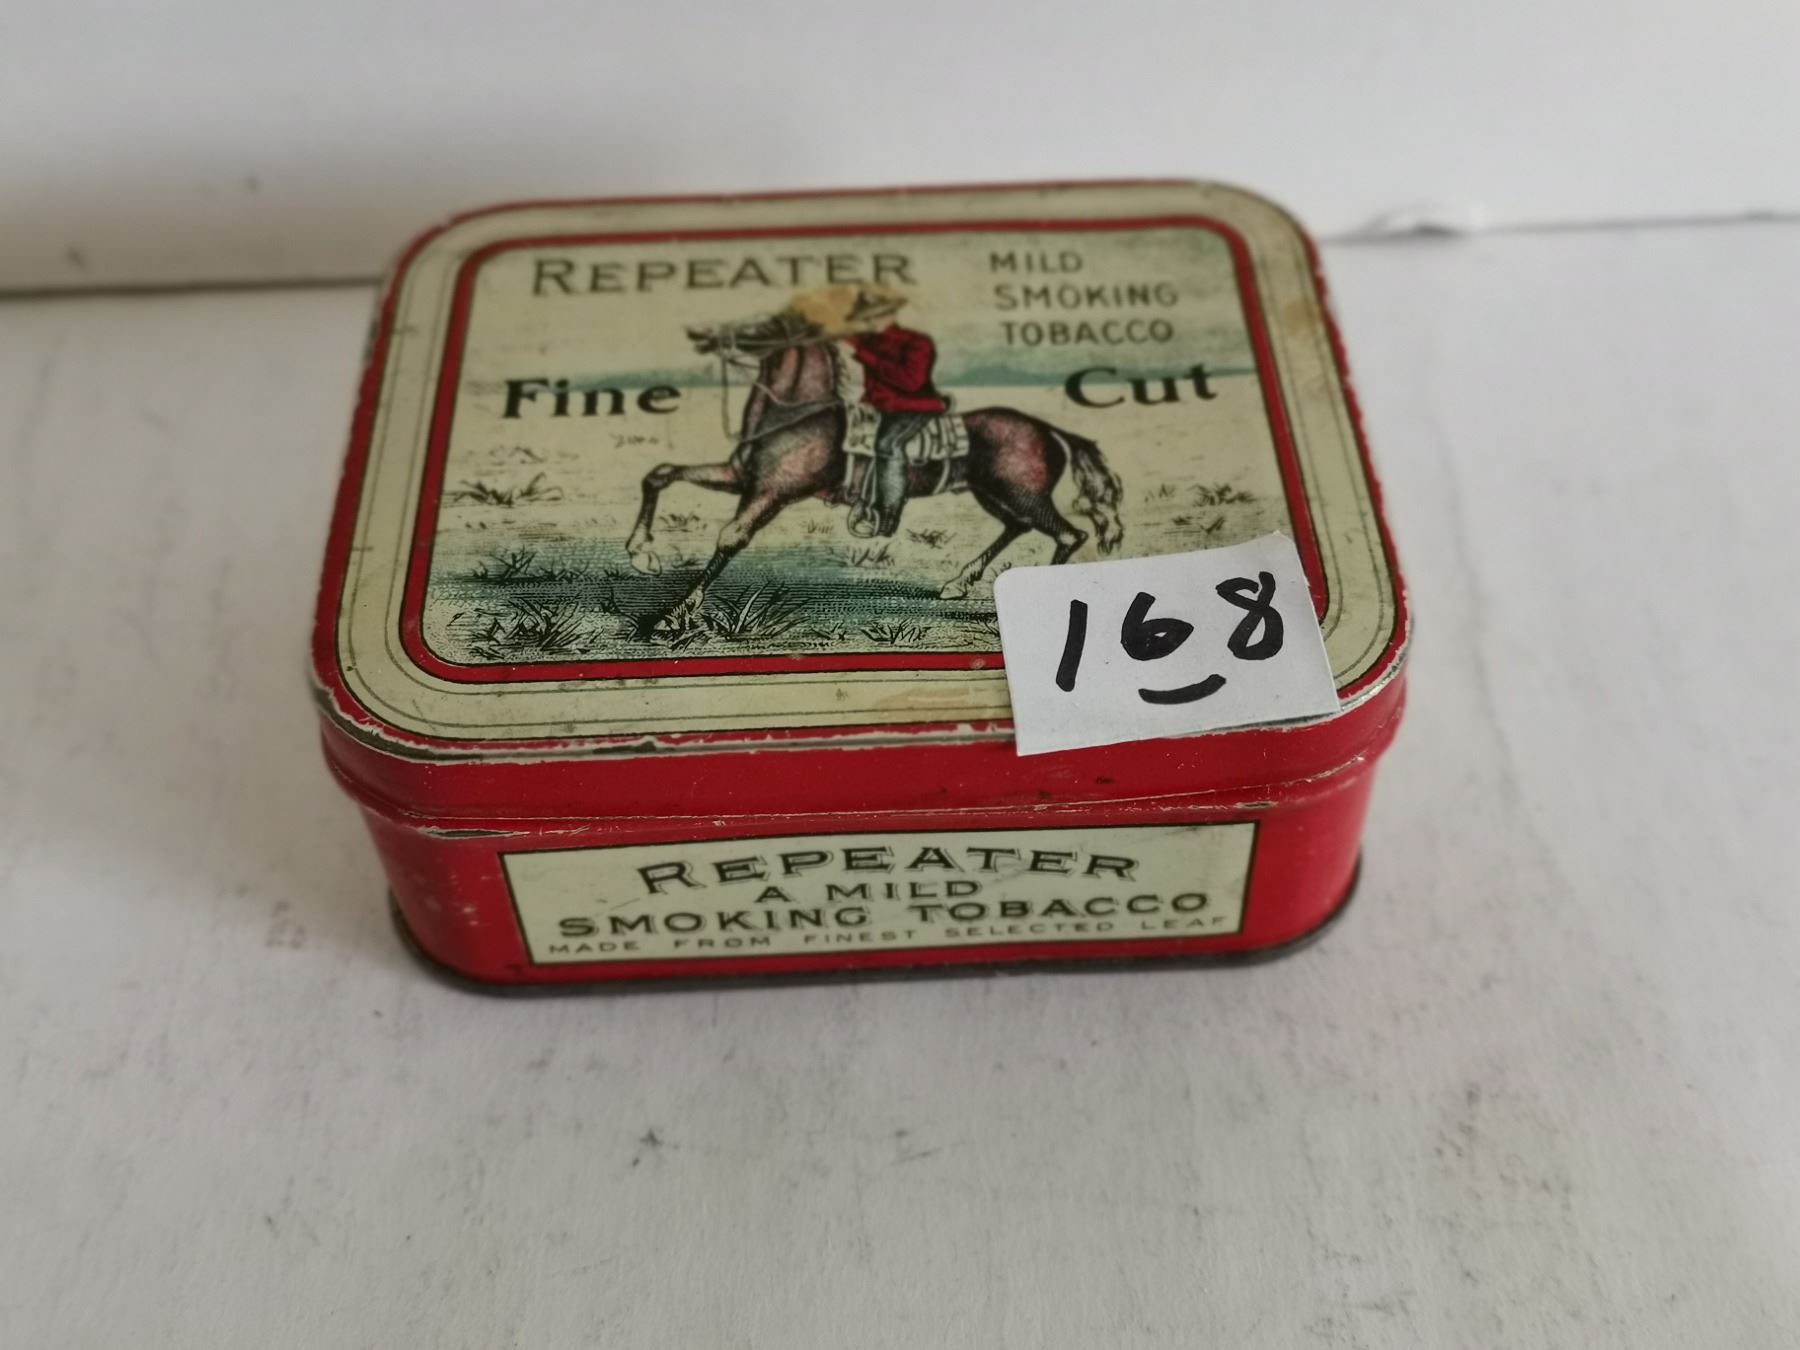 REPEATER
MILD
SMOKING
TOBACCO
Fine Cut
168
REPEATER
A MILD
SMOKING TOBACCO
MADE FROM FINEST SELECTED LEAF